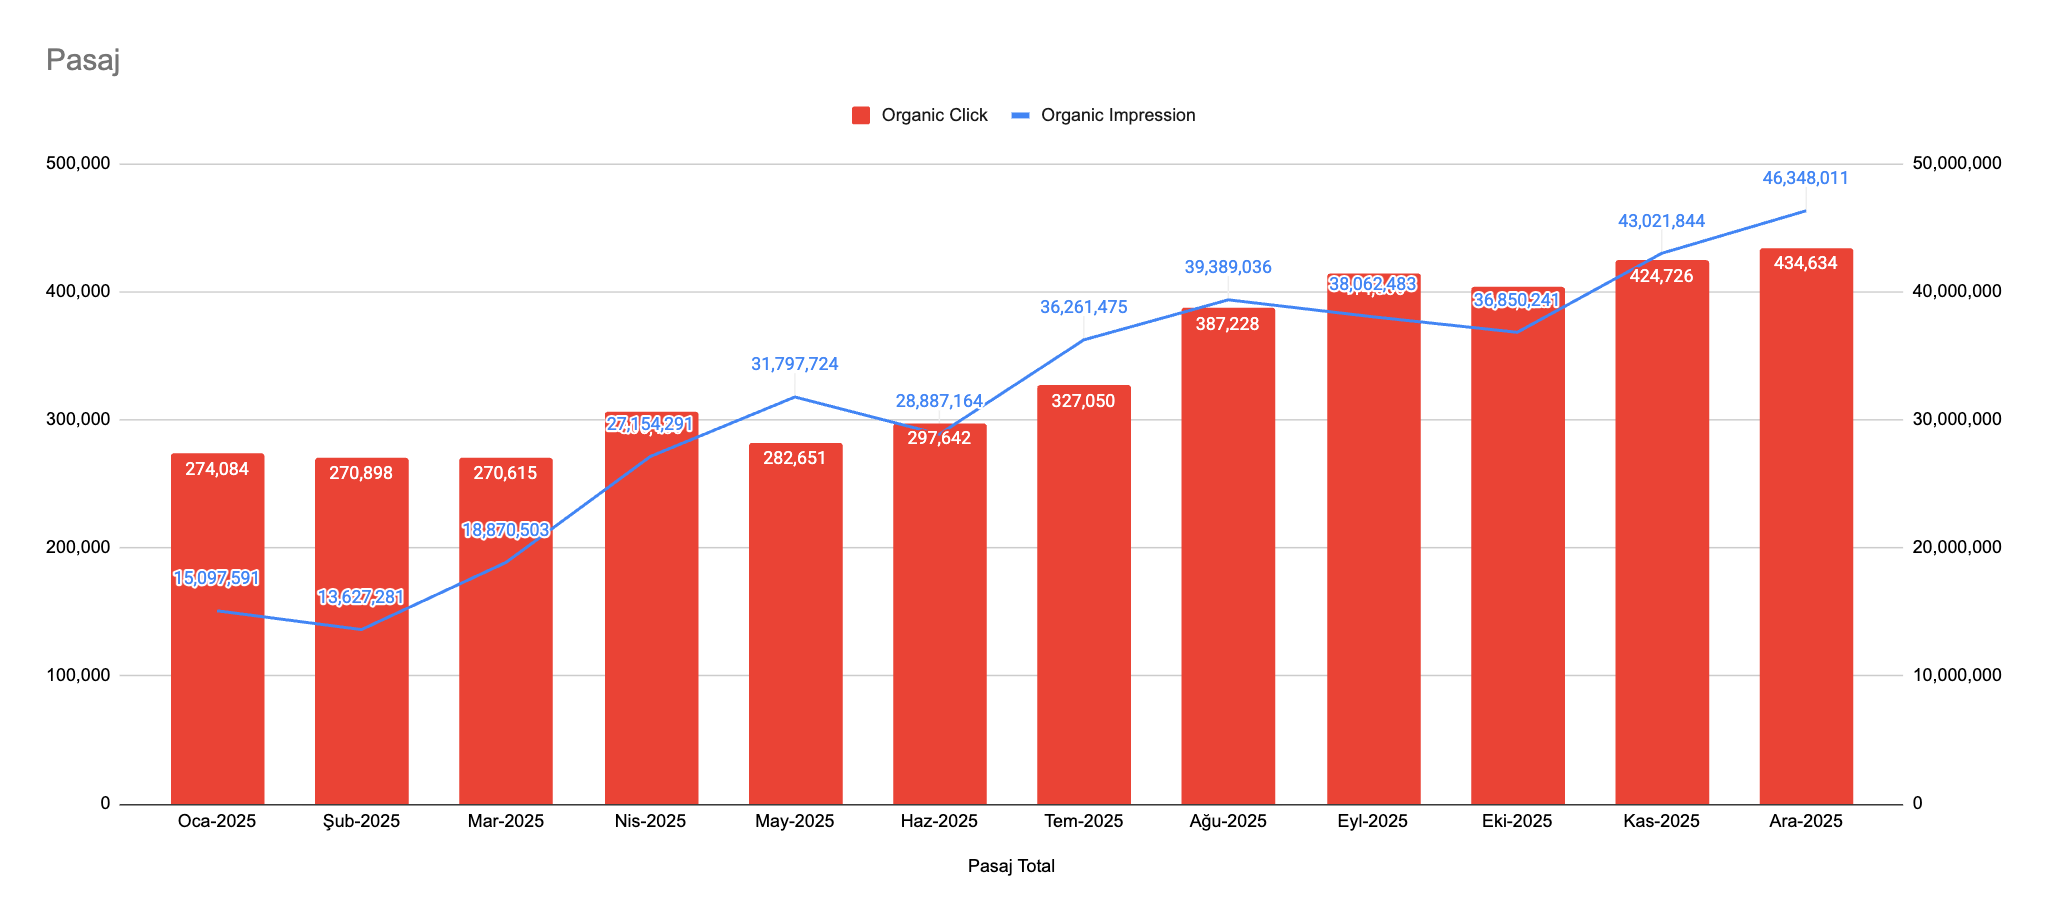 Pasaj
Organic Click
Organic Impression
500,000
400,000
300,000
200,000
100,000
0
50,000,000
40,000,000
30,000,000
20,000,000
10,000,000
0
274,084
270,898
270,615
282,651
297,642
327,050
387,228
424,726
434,634
15,097,591
13,627,281
18,870,503
27,154,291
31,797,724
28,887,164
36,261,475
39,389,036
38,062,483
36,850,241
43,021,844
46,348,011
Oca-2025
Şub-2025
Mar-2025
Nis-2025
May-2025
Haz-2025
Tem-2025
Ağu-2025
Eyl-2025
Eki-2025
Kas-2025
Ara-2025
Pasaj Total